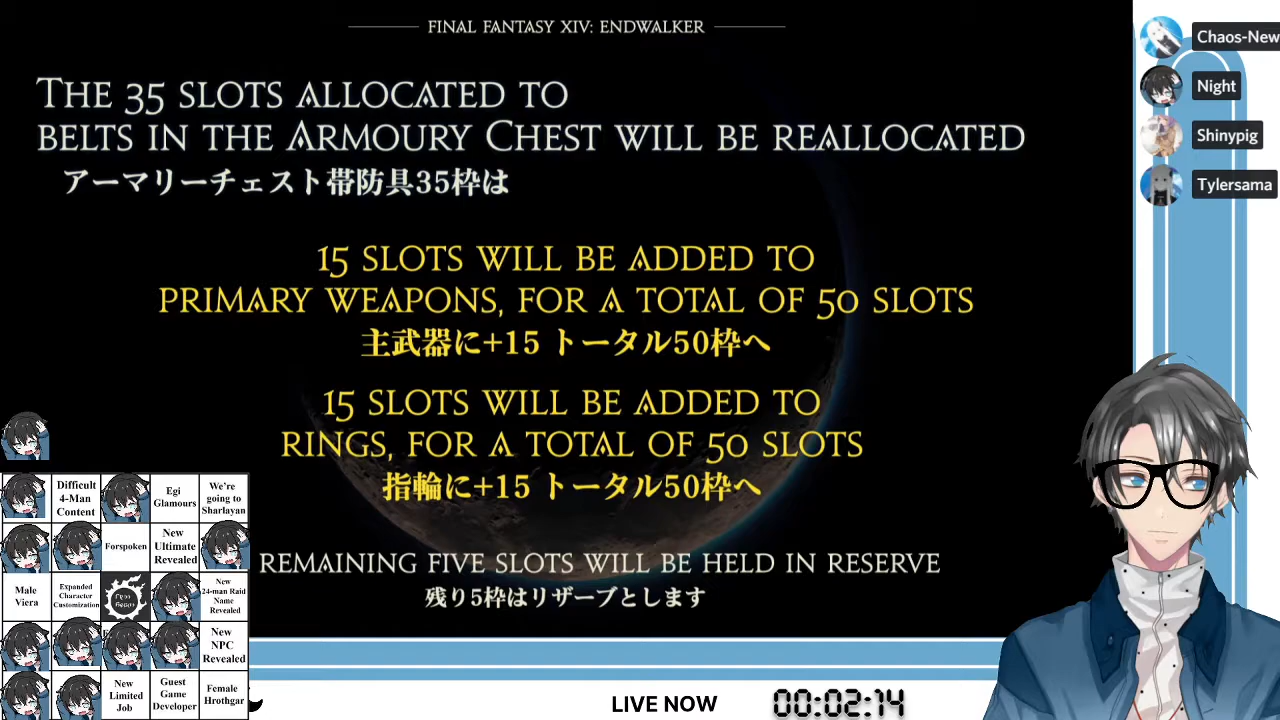 FINAL FANTASY XIV: ENDWALKER
THE 35 SLOTS ALLOCATED TO
BELTS IN THE ARMOURY CHEST WILL BE REALLOCATED
アーマリーチェスト帯防具35枠は
15 SLOTS WILL BE ADDED TO
PRIMARY WEAPONS, FOR A TOTAL OF 50 SLOTS
主武器に+15 トータル50枠へ
15 SLOTS WILL BE ADDED TO
RINGS, FOR A TOTAL OF 50 SLOTS
指輪に+15 トータル50枠へ
REMAINING FIVE SLOTS WILL BE HELD IN RESERVE
残り5枠はリザーブとします
Chaos-New
Night
Shinypig
Tylersama
Difficult
4-Man
Content
Egi
Glamours
We're
going to
Sharlayan
Forspoken
New
Ultimate
Revealed
Male
Viera
Expanded
Character
Customization
New
24-man Raid
Name
Revealed
New
NPC
Revealed
New
Limited
Job
Guest
Game
Developer
Female
Hrothgar
LIVE NOW
00:02:14